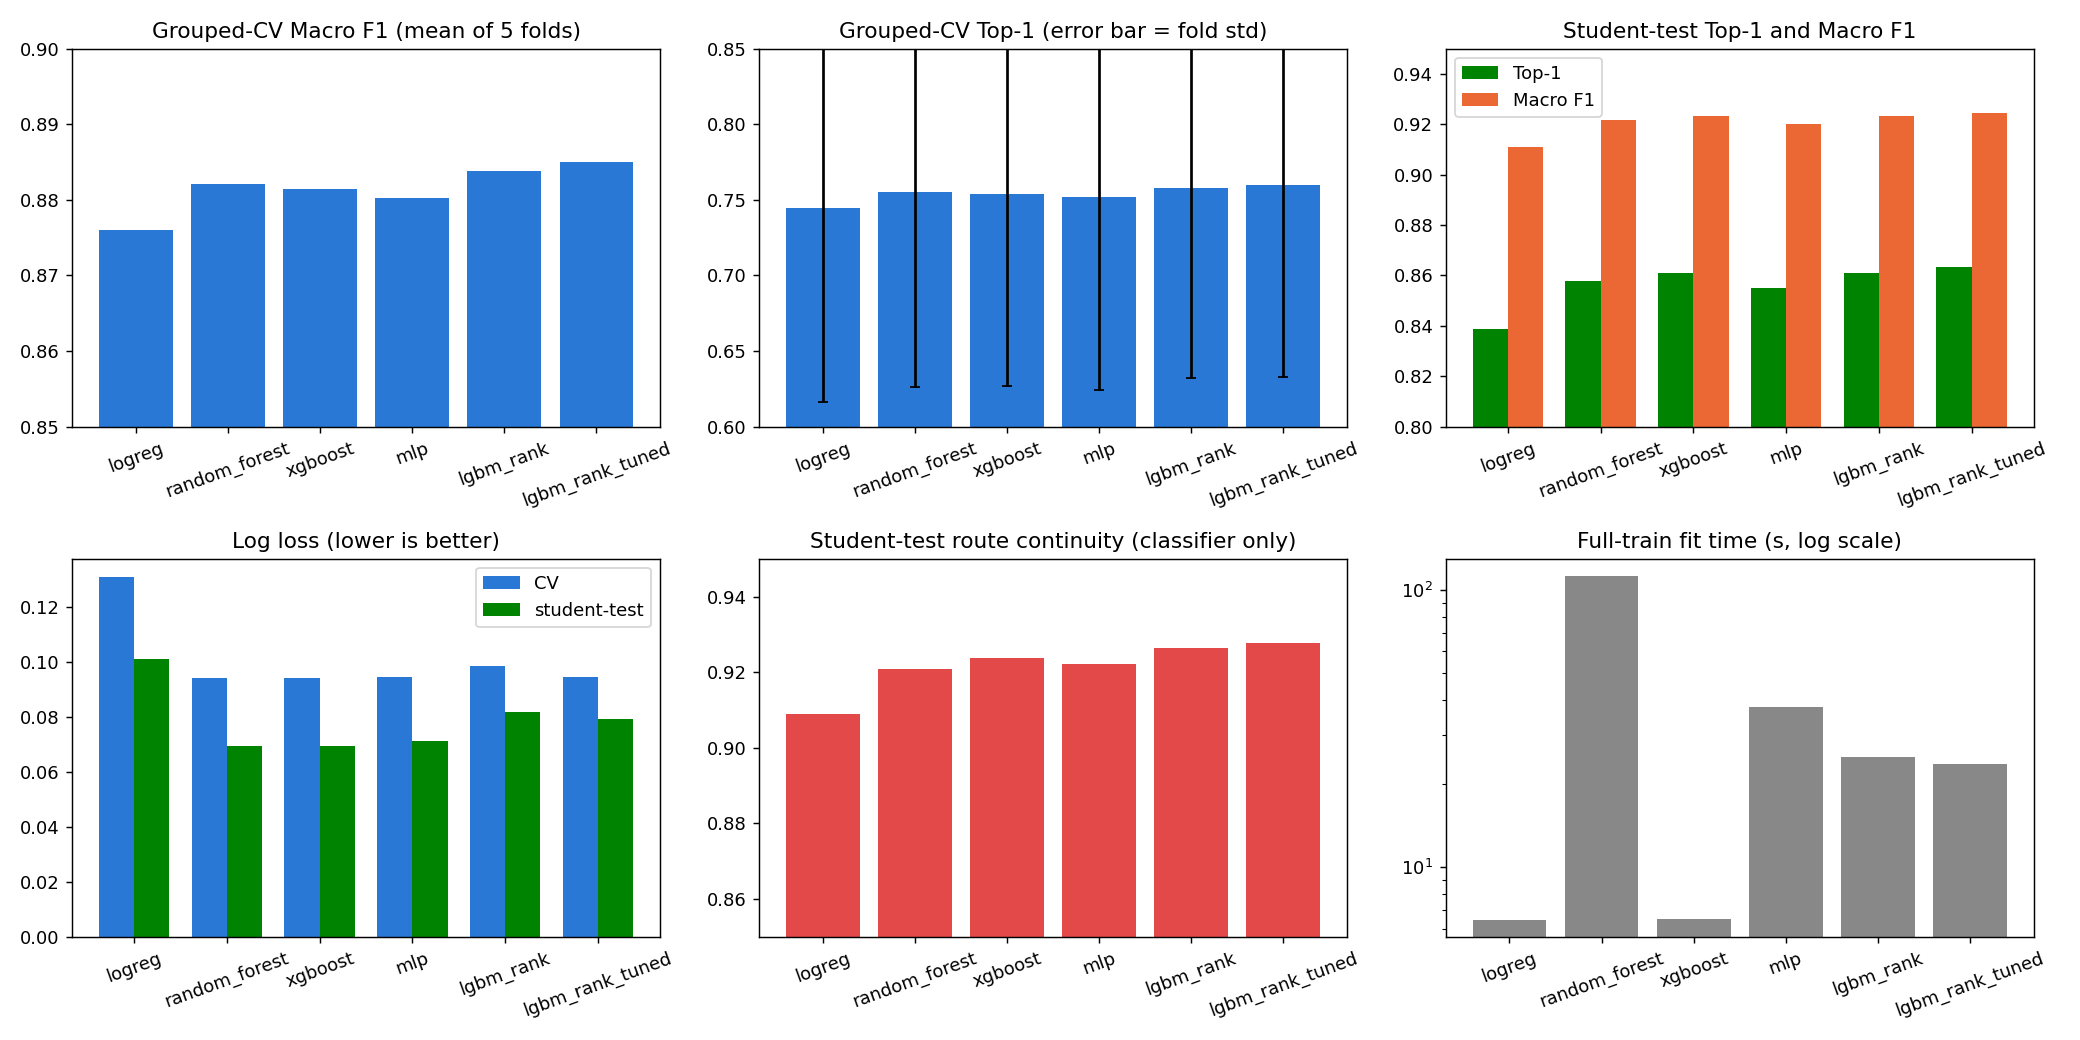 Grouped-CV Macro F1 (mean of 5 folds)
0.90
0.89
0.88
0.87
0.86
0.85
logreg
random_forest
xgboost
mlp
lgbm_rank
lgbm_rank_tuned
Grouped-CV Top-1 (error bar = fold std)
0.85
0.80
0.75
0.70
0.65
0.60
logreg
random_forest
xgboost
mlp
lgbm_rank
lgbm_rank_tuned
Student-test Top-1 and Macro F1
Top-1
Macro F1
0.94
0.92
0.90
0.88
0.86
0.84
0.82
0.80
logreg
random_forest
xgboost
mlp
lgbm_rank
lgbm_rank_tuned
Log loss (lower is better)
CV
student-test
0.12
0.10
0.08
0.06
0.04
0.02
0.00
logreg
random_forest
xgboost
mlp
lgbm_rank
lgbm_rank_tuned
Student-test route continuity (classifier only)
0.94
0.92
0.90
0.88
0.86
logreg
random_forest
xgboost
mlp
lgbm_rank
lgbm_rank_tuned
Full-train fit time (s, log scale)
10²
10¹
logreg
random_forest
xgboost
mlp
lgbm_rank
lgbm_rank_tuned